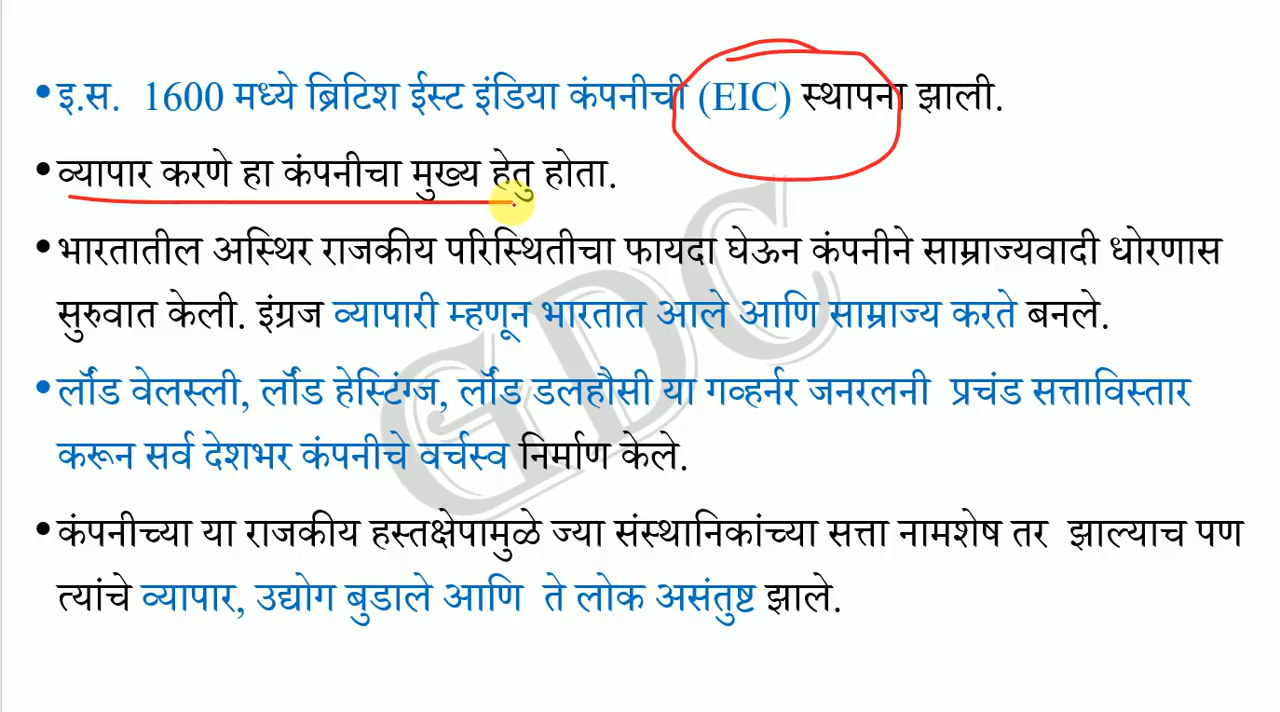 • इ.स. 1600 मध्ये ब्रिटिश ईस्ट इंडिया कंपनीची (EIC) स्थापना झाली.
• व्यापार करणे हा कंपनीचा मुख्य हेतु होता.
• भारतातील अस्थिर राजकीय परिस्थितीचा फायदा घेऊन कंपनीने साम्राज्यवादी धोरणास
सुरुवात केली. इंग्रज व्यापारी म्हणून भारतात आले आणि साम्राज्य करते बनले.
• लॉर्ड वेलस्ली, लॉर्ड हेस्टिंग्ज, लॉर्ड डलहौसी या गव्हर्नर जनरलनी प्रचंड सत्ताविस्तार
करून सर्व देशभर कंपनीचे वर्चस्व निर्माण केले.
• कंपनीच्या या राजकीय हस्तक्षेपामुळे ज्या संस्थानिकांच्या सत्ता नामशेष तर झाल्याच पण
त्यांचे व्यापार, उद्योग बुडाले आणि ते लोक असंतुष्ट झाले.
GDC